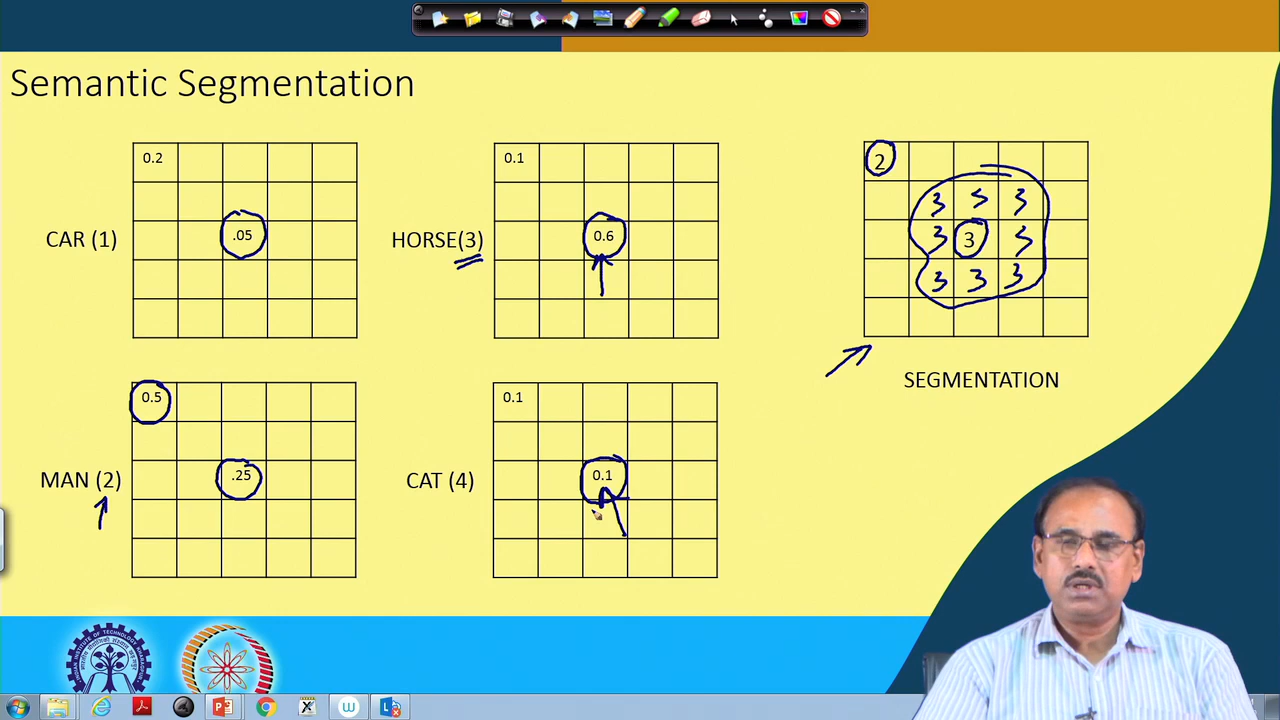 Semantic Segmentation
0.2
.05
CAR (1)
0.1
0.6
HORSE(3)
2
3 3 3
3 3 3
3 3 3
SEGMENTATION
0.5
.25
MAN (2)
0.1
0.1
CAT (4)